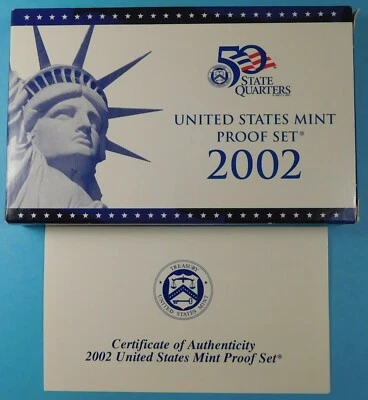 50
STATE
QUARTERS
UNITED STATES MINT
PROOF SET®
2002
TREASURY
UNITED STATES MINT
Certificate of Authenticity
2002 United States Mint Proof Set®